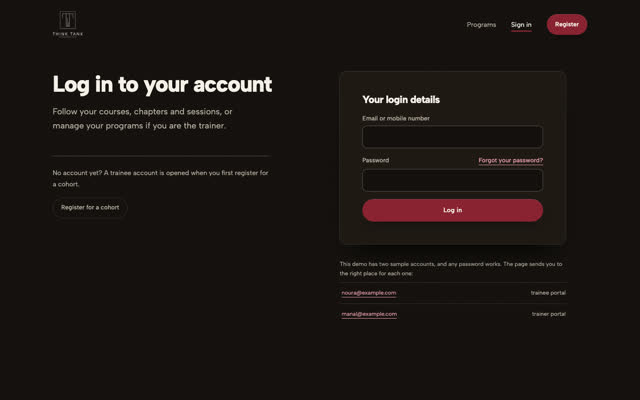 THINK TANK
Programs
Sign in
Register
Log in to your account
Follow your courses, chapters and sessions, or
manage your programs if you are the trainer.
No account yet? A trainee account is opened when you first register for
a cohort.
Register for a cohort
Your login details
Email or mobile number
Password
Forgot your password?
Log in
This demo has two sample accounts, and any password works. The page sends you to
the right place for each one:
noura@example.com
trainee portal
manal@example.com
trainer portal